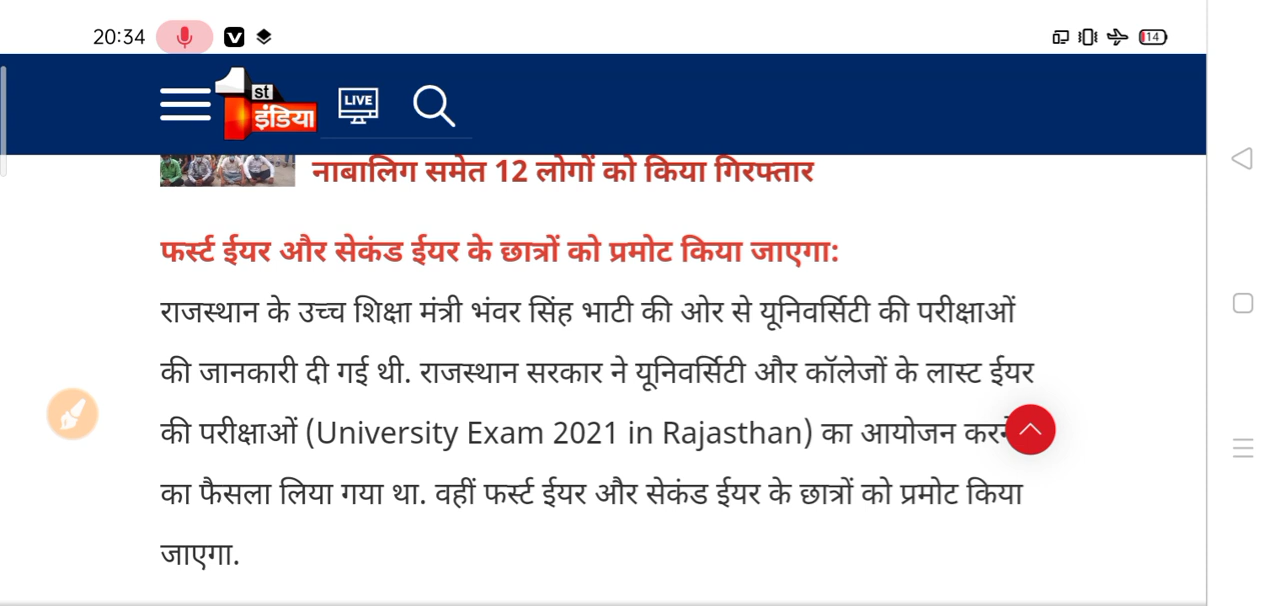 20:34
14
1st इंडिया
LIVE
नाबालिग समेत 12 लोगों को किया गिरफ्तार
फर्स्ट ईयर और सेकंड ईयर के छात्रों को प्रमोट किया जाएगा:
राजस्थान के उच्च शिक्षा मंत्री भंवर सिंह भाटी की ओर से यूनिवर्सिटी की परीक्षाओं
की जानकारी दी गई थी. राजस्थान सरकार ने यूनिवर्सिटी और कॉलेजों के लास्ट ईयर
की परीक्षाओं (University Exam 2021 in Rajasthan) का आयोजन करने
का फैसला लिया गया था. वहीं फर्स्ट ईयर और सेकंड ईयर के छात्रों को प्रमोट किया
जाएगा.